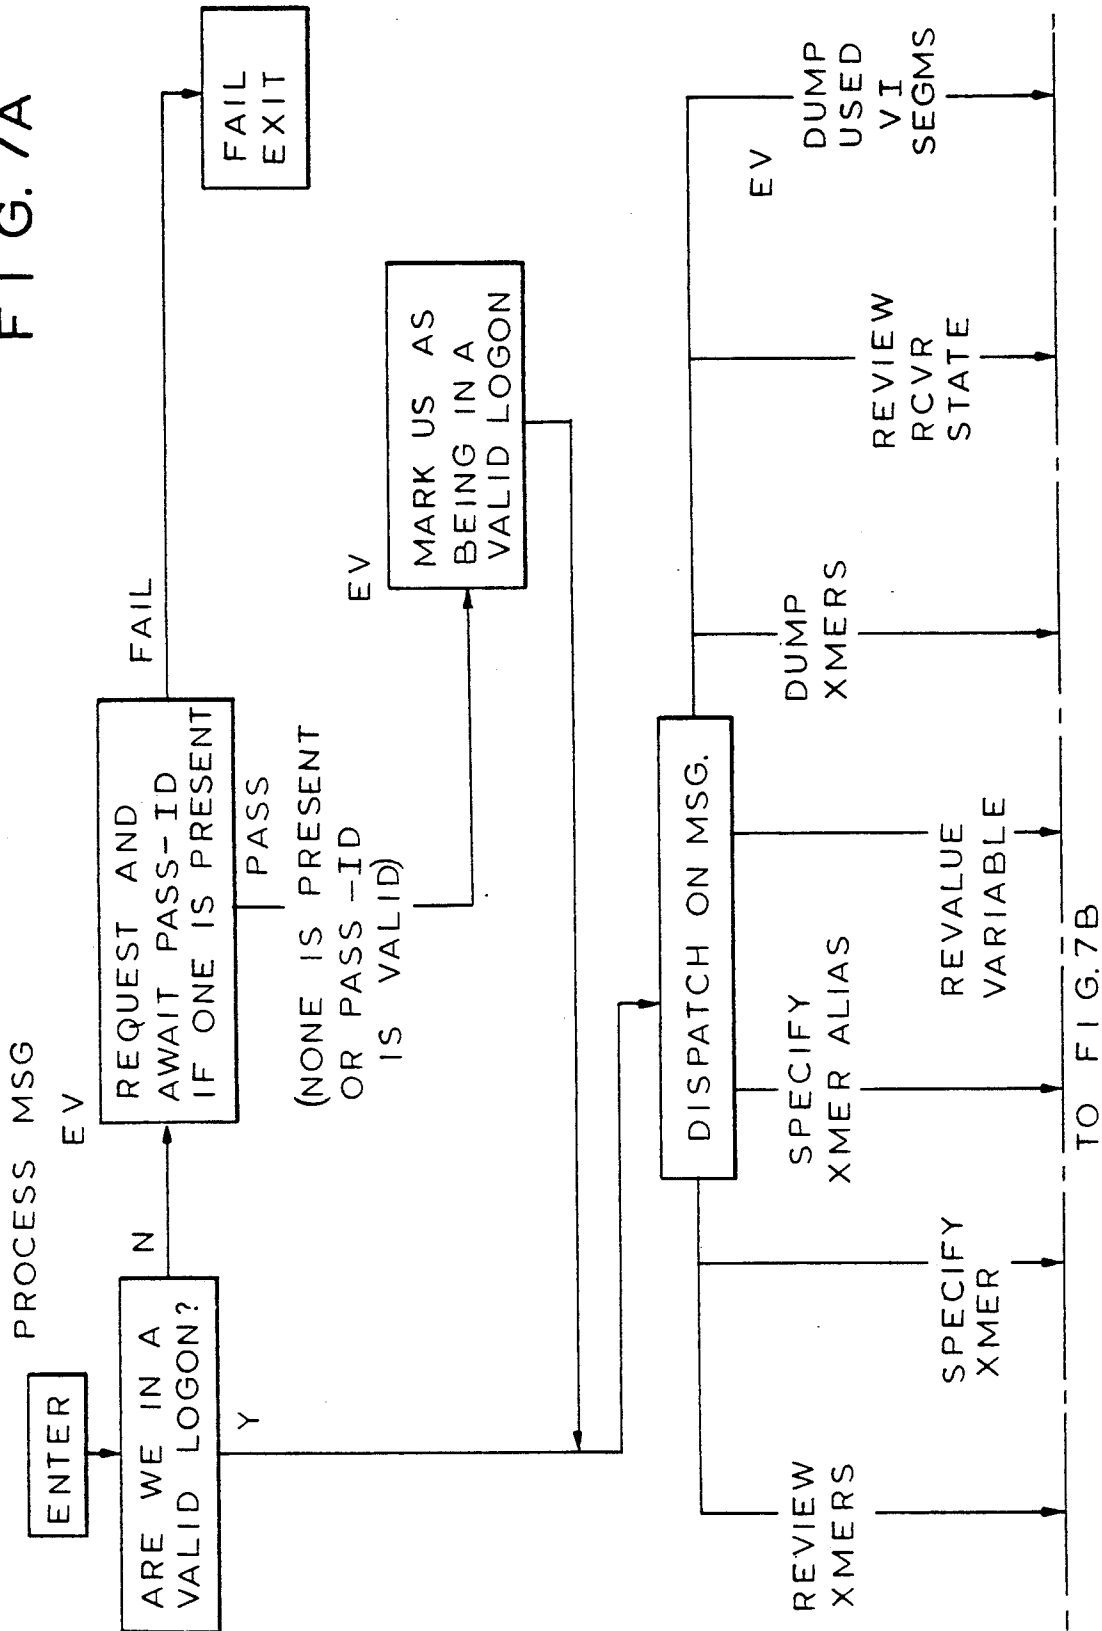 FIG. 7A
PROCESS MSG
ENTER
EV
ARE WE IN A
VALID LOGON?
N
Y
REQUEST AND
AWAIT PASS-ID
IF ONE IS PRESENT
FAIL
FAIL
EXIT
PASS
(NONE IS PRESENT
OR PASS-ID
IS VALID)
EV
MARK US AS
BEING IN A
VALID LOGON
DISPATCH ON MSG.
REVIEW
XMERS
SPECIFY
XMER
SPECIFY
XMER ALIAS
REVALUE
VARIABLE
DUMP
XMERS
REVIEW
RCVR
STATE
EV
DUMP
USED
VI
SEGMS
TO FIG.7B